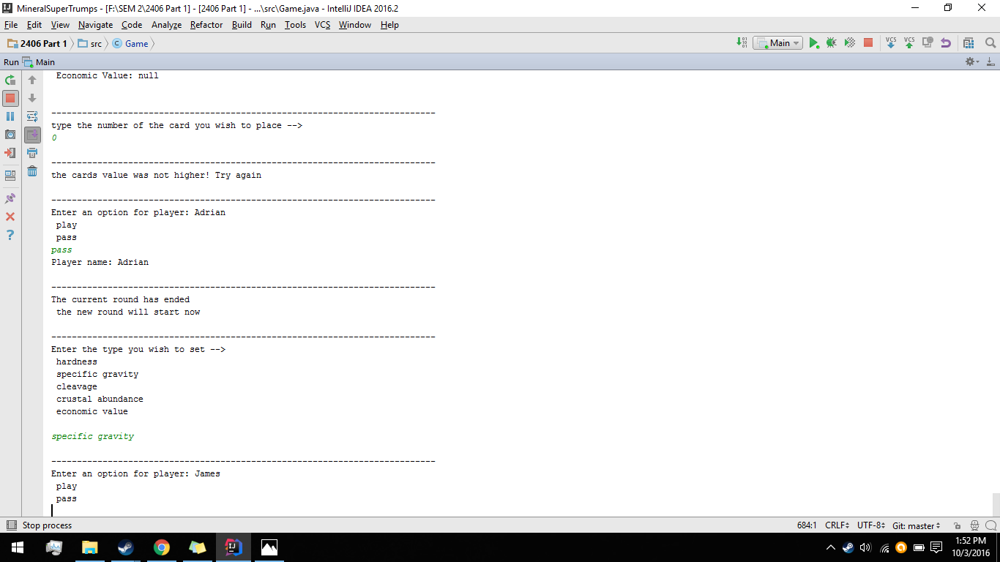 MineralSuperTrumps - [F:\SEM 2\2406 Part 1] - [2406 Part 1] - ...\src\Game.java - IntelliJ IDEA 2016.2
File Edit View Navigate Code Analyze Refactor Build Run Tools VCS Window Help
2406 Part 1 src Game Main VCS VCS
Run Main
Economic Value: null
---------------------------------------------------------------------------
type the number of the card you wish to place -->
0
---------------------------------------------------------------------------
the cards value was not higher! Try again
---------------------------------------------------------------------------
Enter an option for player: Adrian
play
pass
pass
Player name: Adrian
---------------------------------------------------------------------------
The current round has ended
the new round will start now
---------------------------------------------------------------------------
Enter the type you wish to set -->
hardness
specific gravity
cleavage
crustal abundance
economic value
specific gravity
---------------------------------------------------------------------------
Enter an option for player: James
play
pass
Stop process 684:1 CRLF UTF-8 Git: master
1:52 PM
10/3/2016